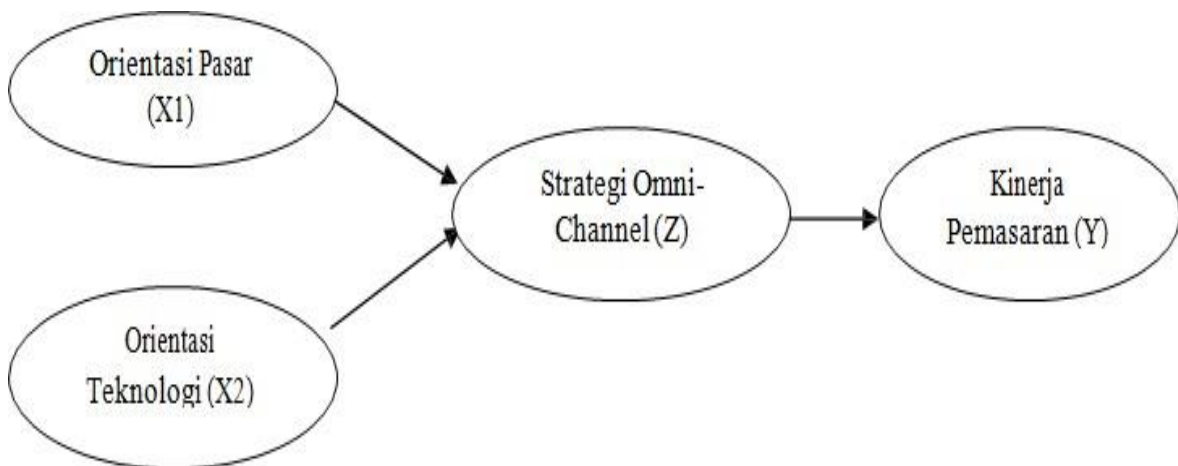 Orientasi Pasar
(X1)
Strategi Omni-
Channel (Z)
Kinerja
Pemasaran (Y)
Orientasi
Teknologi (X2)